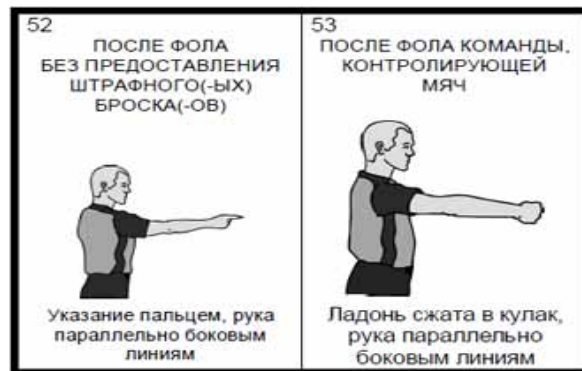 52
ПОСЛЕ ФОЛА
БЕЗ ПРЕДОСТАВЛЕНИЯ
ШТРАФНОГО(-ЫХ)
БРОСКА(-ОВ)
Указание пальцем, рука
параллельно боковым
линиям
53
ПОСЛЕ ФОЛА КОМАНДЫ,
КОНТРОЛИРУЮЩЕЙ
МЯЧ
Ладонь сжата в кулак,
рука параллельно
боковым линиям